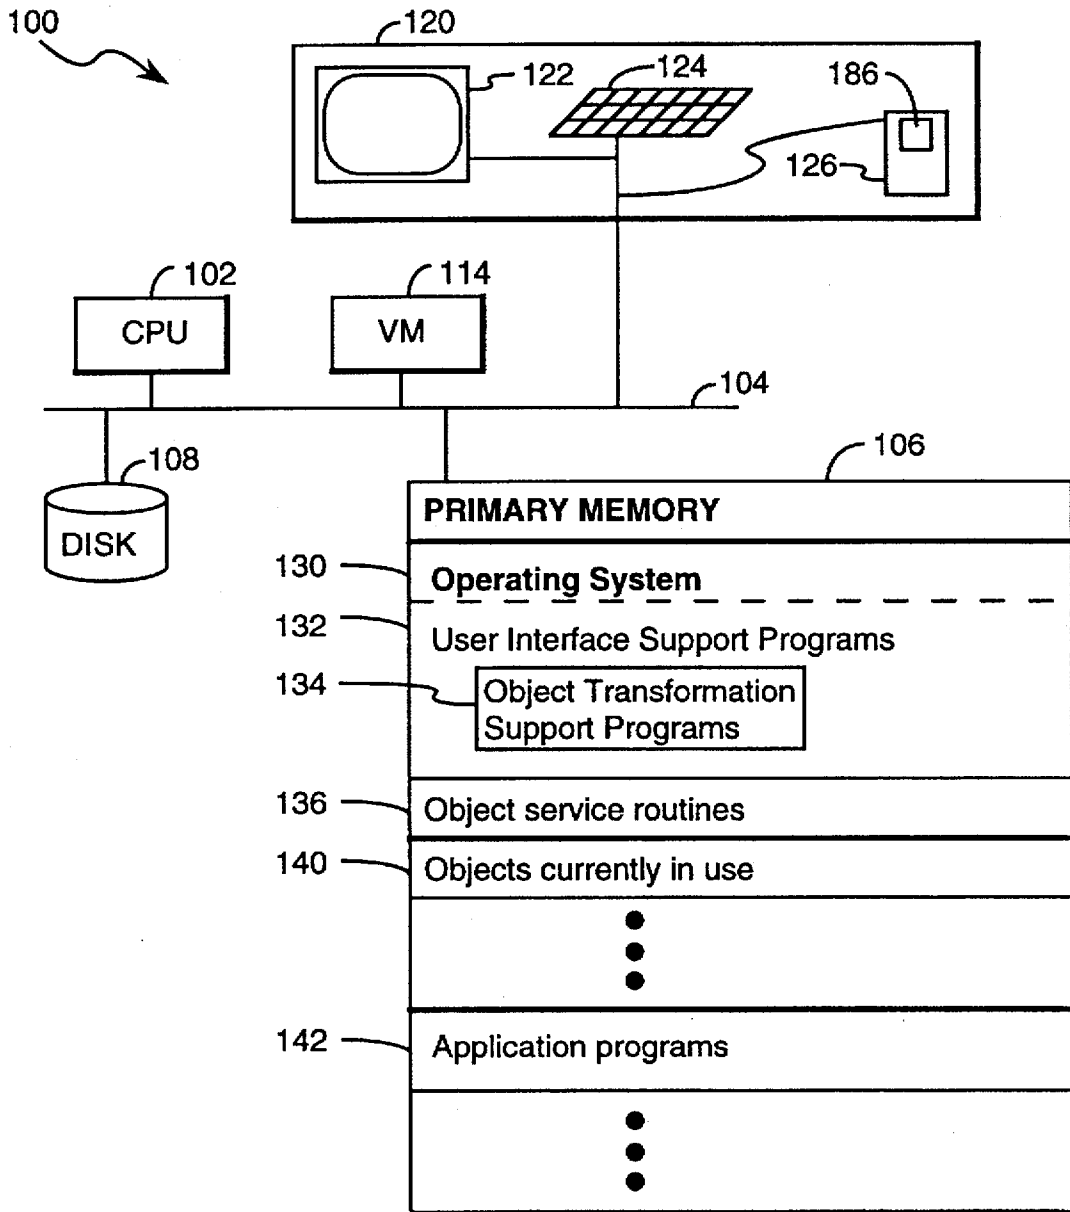 100
120
122
124
186
126
102
CPU
114
VM
104
108
DISK
106
PRIMARY MEMORY
130
Operating System
132
User Interface Support Programs
134
Object Transformation
Support Programs
136
Object service routines
140
Objects currently in use
142
Application programs